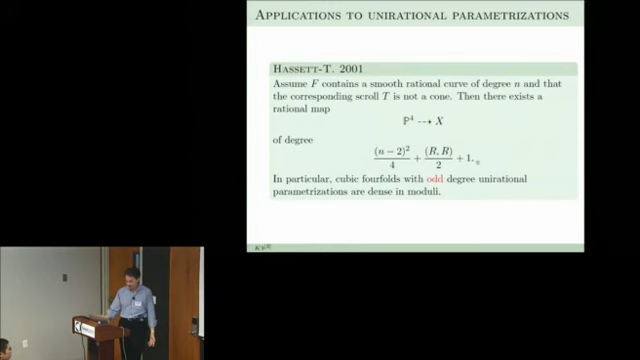 APPLICATIONS TO UNIRATIONAL PARAMETRIZATIONS
HASSETT-T. 2001
Assume F contains a smooth rational curve of degree n and that
the corresponding scroll T is not a cone. Then there exists a
rational map
ℙ⁴ ⇢ X
of degree
(n − 2)²/4 + (R, R)/2 + 1.
In particular, cubic fourfolds with odd degree unirational
parametrizations are dense in moduli.